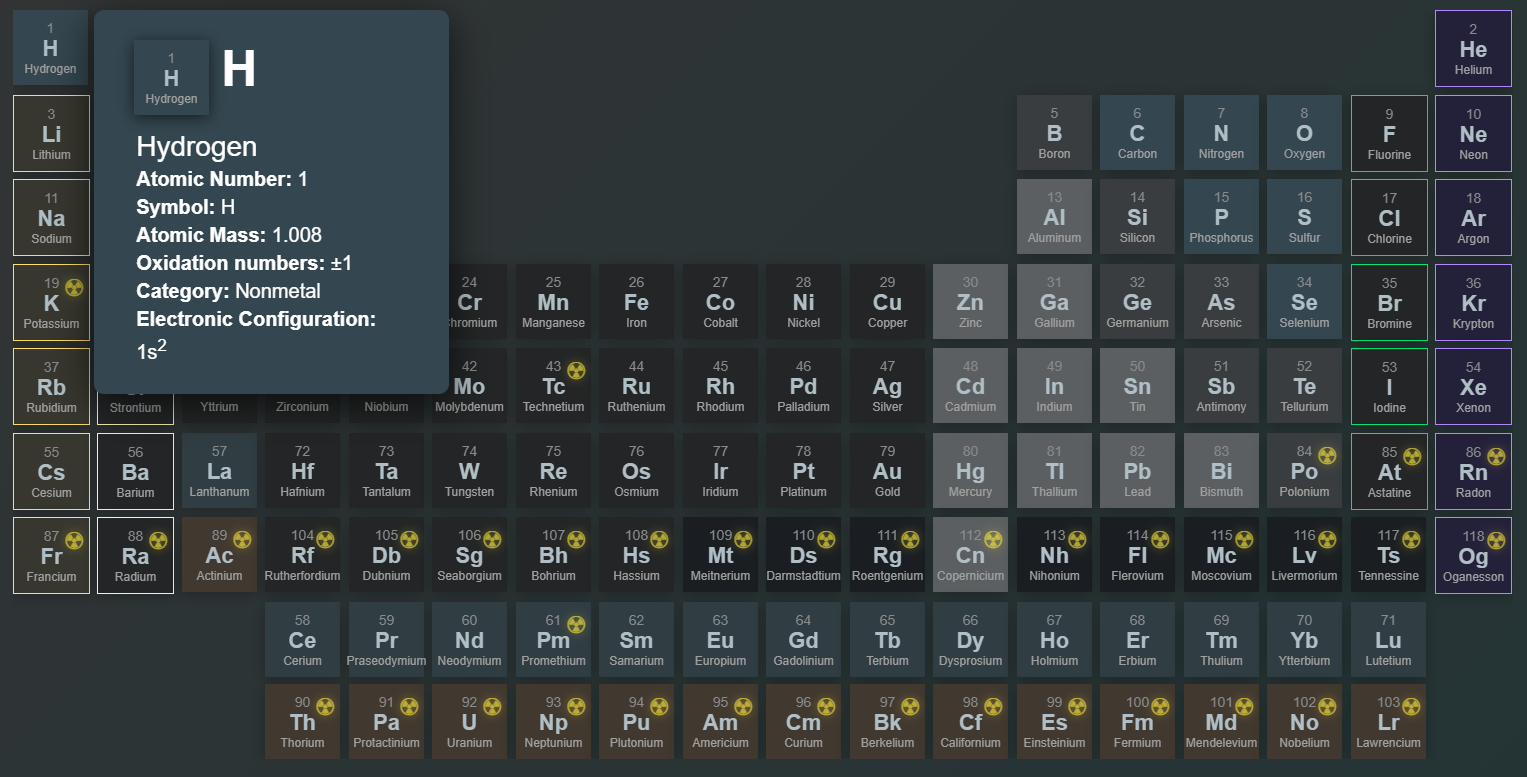 1
H
Hydrogen
1
H
Hydrogen
H
Hydrogen
Atomic Number: 1
Symbol: H
Atomic Mass: 1.008
Oxidation numbers: ±1
Category: Nonmetal
Electronic Configuration:
1s2
2
He
Helium
3
Li
Lithium
5
B
Boron
6
C
Carbon
7
N
Nitrogen
8
O
Oxygen
9
F
Fluorine
10
Ne
Neon
11
Na
Sodium
13
Al
Aluminum
14
Si
Silicon
15
P
Phosphorus
16
S
Sulfur
17
Cl
Chlorine
18
Ar
Argon
19
K
Potassium
24
Cr
hromium
25
Mn
Manganese
26
Fe
Iron
27
Co
Cobalt
28
Ni
Nickel
29
Cu
Copper
30
Zn
Zinc
31
Ga
Gallium
32
Ge
Germanium
33
As
Arsenic
34
Se
Selenium
35
Br
Bromine
36
Kr
Krypton
37
Rb
Rubidium
Strontium
Yttrium
Zirconium
Niobium
42
Mo
Molybdenum
43
Tc
Technetium
44
Ru
Ruthenium
45
Rh
Rhodium
46
Pd
Palladium
47
Ag
Silver
48
Cd
Cadmium
49
In
Indium
50
Sn
Tin
51
Sb
Antimony
52
Te
Tellurium
53
I
Iodine
54
Xe
Xenon
55
Cs
Cesium
56
Ba
Barium
57
La
Lanthanum
72
Hf
Hafnium
73
Ta
Tantalum
74
W
Tungsten
75
Re
Rhenium
76
Os
Osmium
77
Ir
Iridium
78
Pt
Platinum
79
Au
Gold
80
Hg
Mercury
81
Tl
Thallium
82
Pb
Lead
83
Bi
Bismuth
84
Po
Polonium
85
At
Astatine
86
Rn
Radon
87
Fr
Francium
88
Ra
Radium
89
Ac
Actinium
104
Rf
Rutherfordium
105
Db
Dubnium
106
Sg
Seaborgium
107
Bh
Bohrium
108
Hs
Hassium
109
Mt
Meitnerium
110
Ds
Darmstadtium
111
Rg
Roentgenium
112
Cn
Copernicium
113
Nh
Nihonium
114
Fl
Flerovium
115
Mc
Moscovium
116
Lv
Livermorium
117
Ts
Tennessine
118
Og
Oganesson
58
Ce
Cerium
59
Pr
Praseodymium
60
Nd
Neodymium
61
Pm
Promethium
62
Sm
Samarium
63
Eu
Europium
64
Gd
Gadolinium
65
Tb
Terbium
66
Dy
Dysprosium
67
Ho
Holmium
68
Er
Erbium
69
Tm
Thulium
70
Yb
Ytterbium
71
Lu
Lutetium
90
Th
Thorium
91
Pa
Protactinium
92
U
Uranium
93
Np
Neptunium
94
Pu
Plutonium
95
Am
Americium
96
Cm
Curium
97
Bk
Berkelium
98
Cf
Californium
99
Es
Einsteinium
100
Fm
Fermium
101
Md
Mendelevium
102
No
Nobelium
103
Lr
Lawrencium